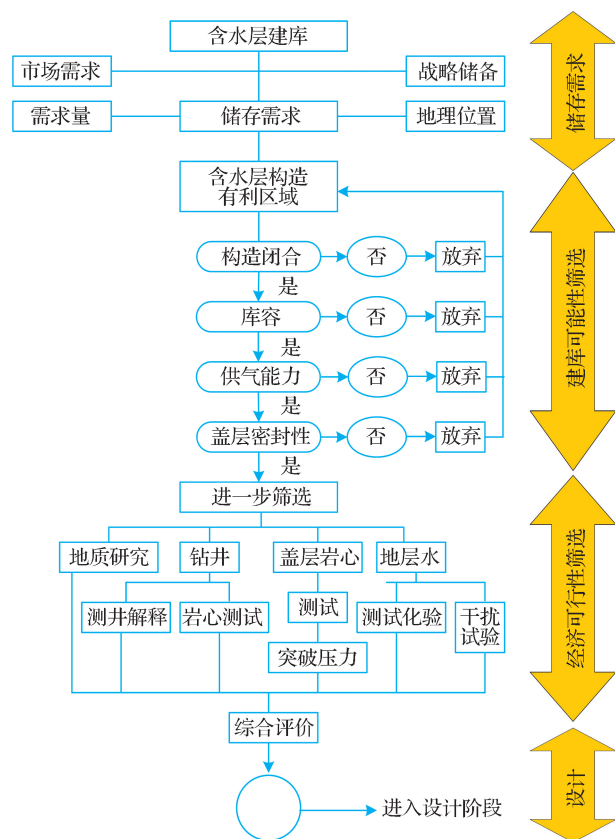 含水层建库
市场需求
战略储备
需求量
储存需求
地理位置
储存需求
含水层构造
有利区域
构造闭合
否
放弃
是
库容
否
放弃
是
供气能力
否
放弃
是
盖层密封性
否
放弃
是
建库可能性筛选
进一步筛选
地质研究
钻井
盖层岩心
地层水
测井解释
岩心测试
测试
测试化验
干扰
试验
突破压力
经济可行性筛选
综合评价
进入设计阶段
设计